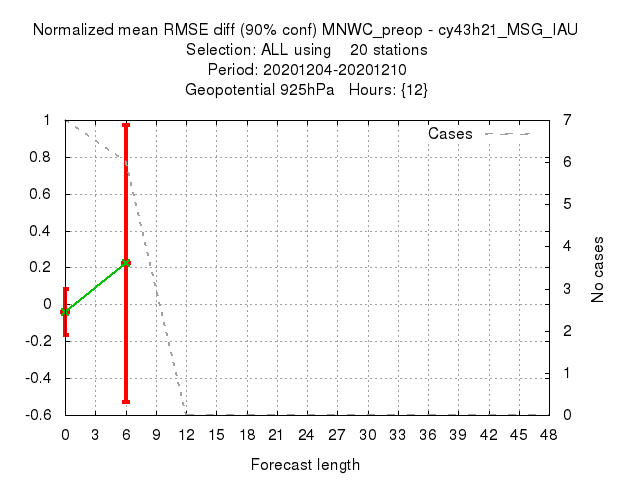 Normalized mean RMSE diff (90% conf) MNWC_preop - cy43h21_MSG_IAU
Selection: ALL using    20 stations
Period: 20201204-20201210
Geopotential 925hPa   Hours: {12}
Cases
1
0.8
0.6
0.4
0.2
0
-0.2
-0.4
-0.6
7
6
5
4
3
2
1
0
No cases
0 3 6 9 12 15 18 21 24 27 30 33 36 39 42 45 48
Forecast length